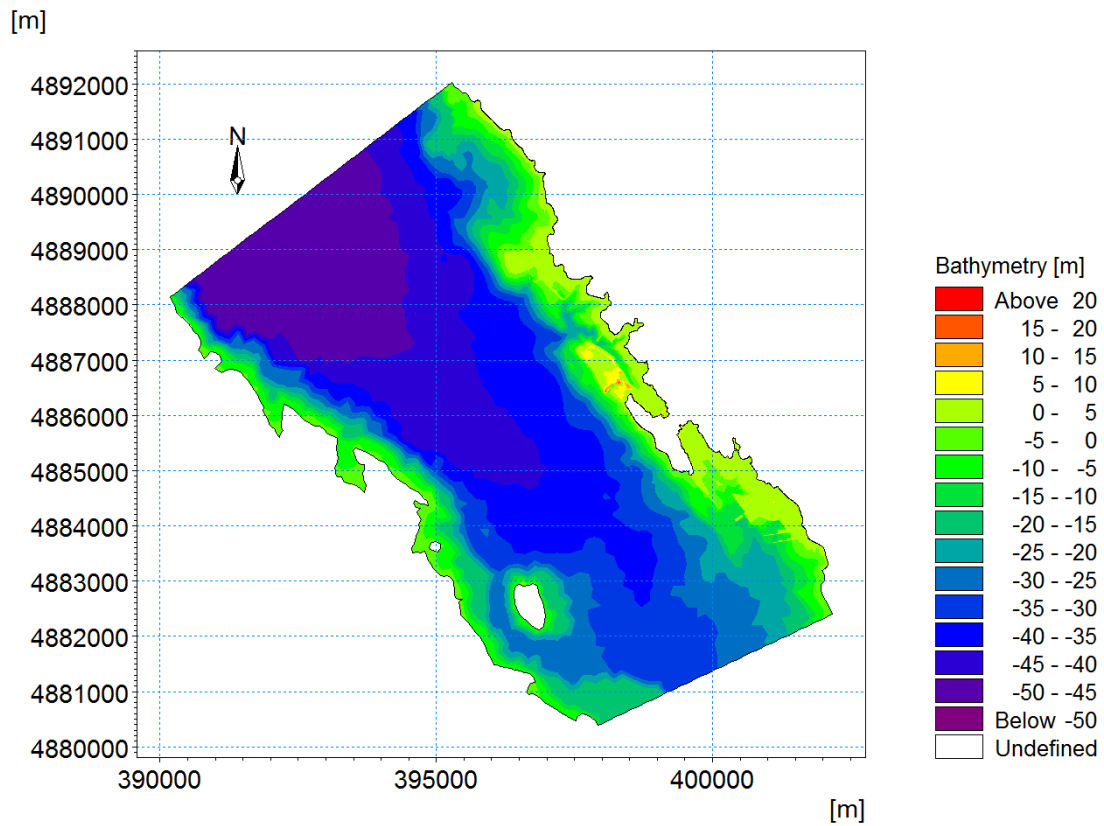 [m]
4892000
4891000
4890000
4889000
4888000
4887000
4886000
4885000
4884000
4883000
4882000
4881000
4880000
N
390000 395000 400000
[m]
Bathymetry [m]
Above 20
15 - 20
10 - 15
5 - 10
0 - 5
-5 - 0
-10 - -5
-15 - -10
-20 - -15
-25 - -20
-30 - -25
-35 - -30
-40 - -35
-45 - -40
-50 - -45
Below -50
Undefined